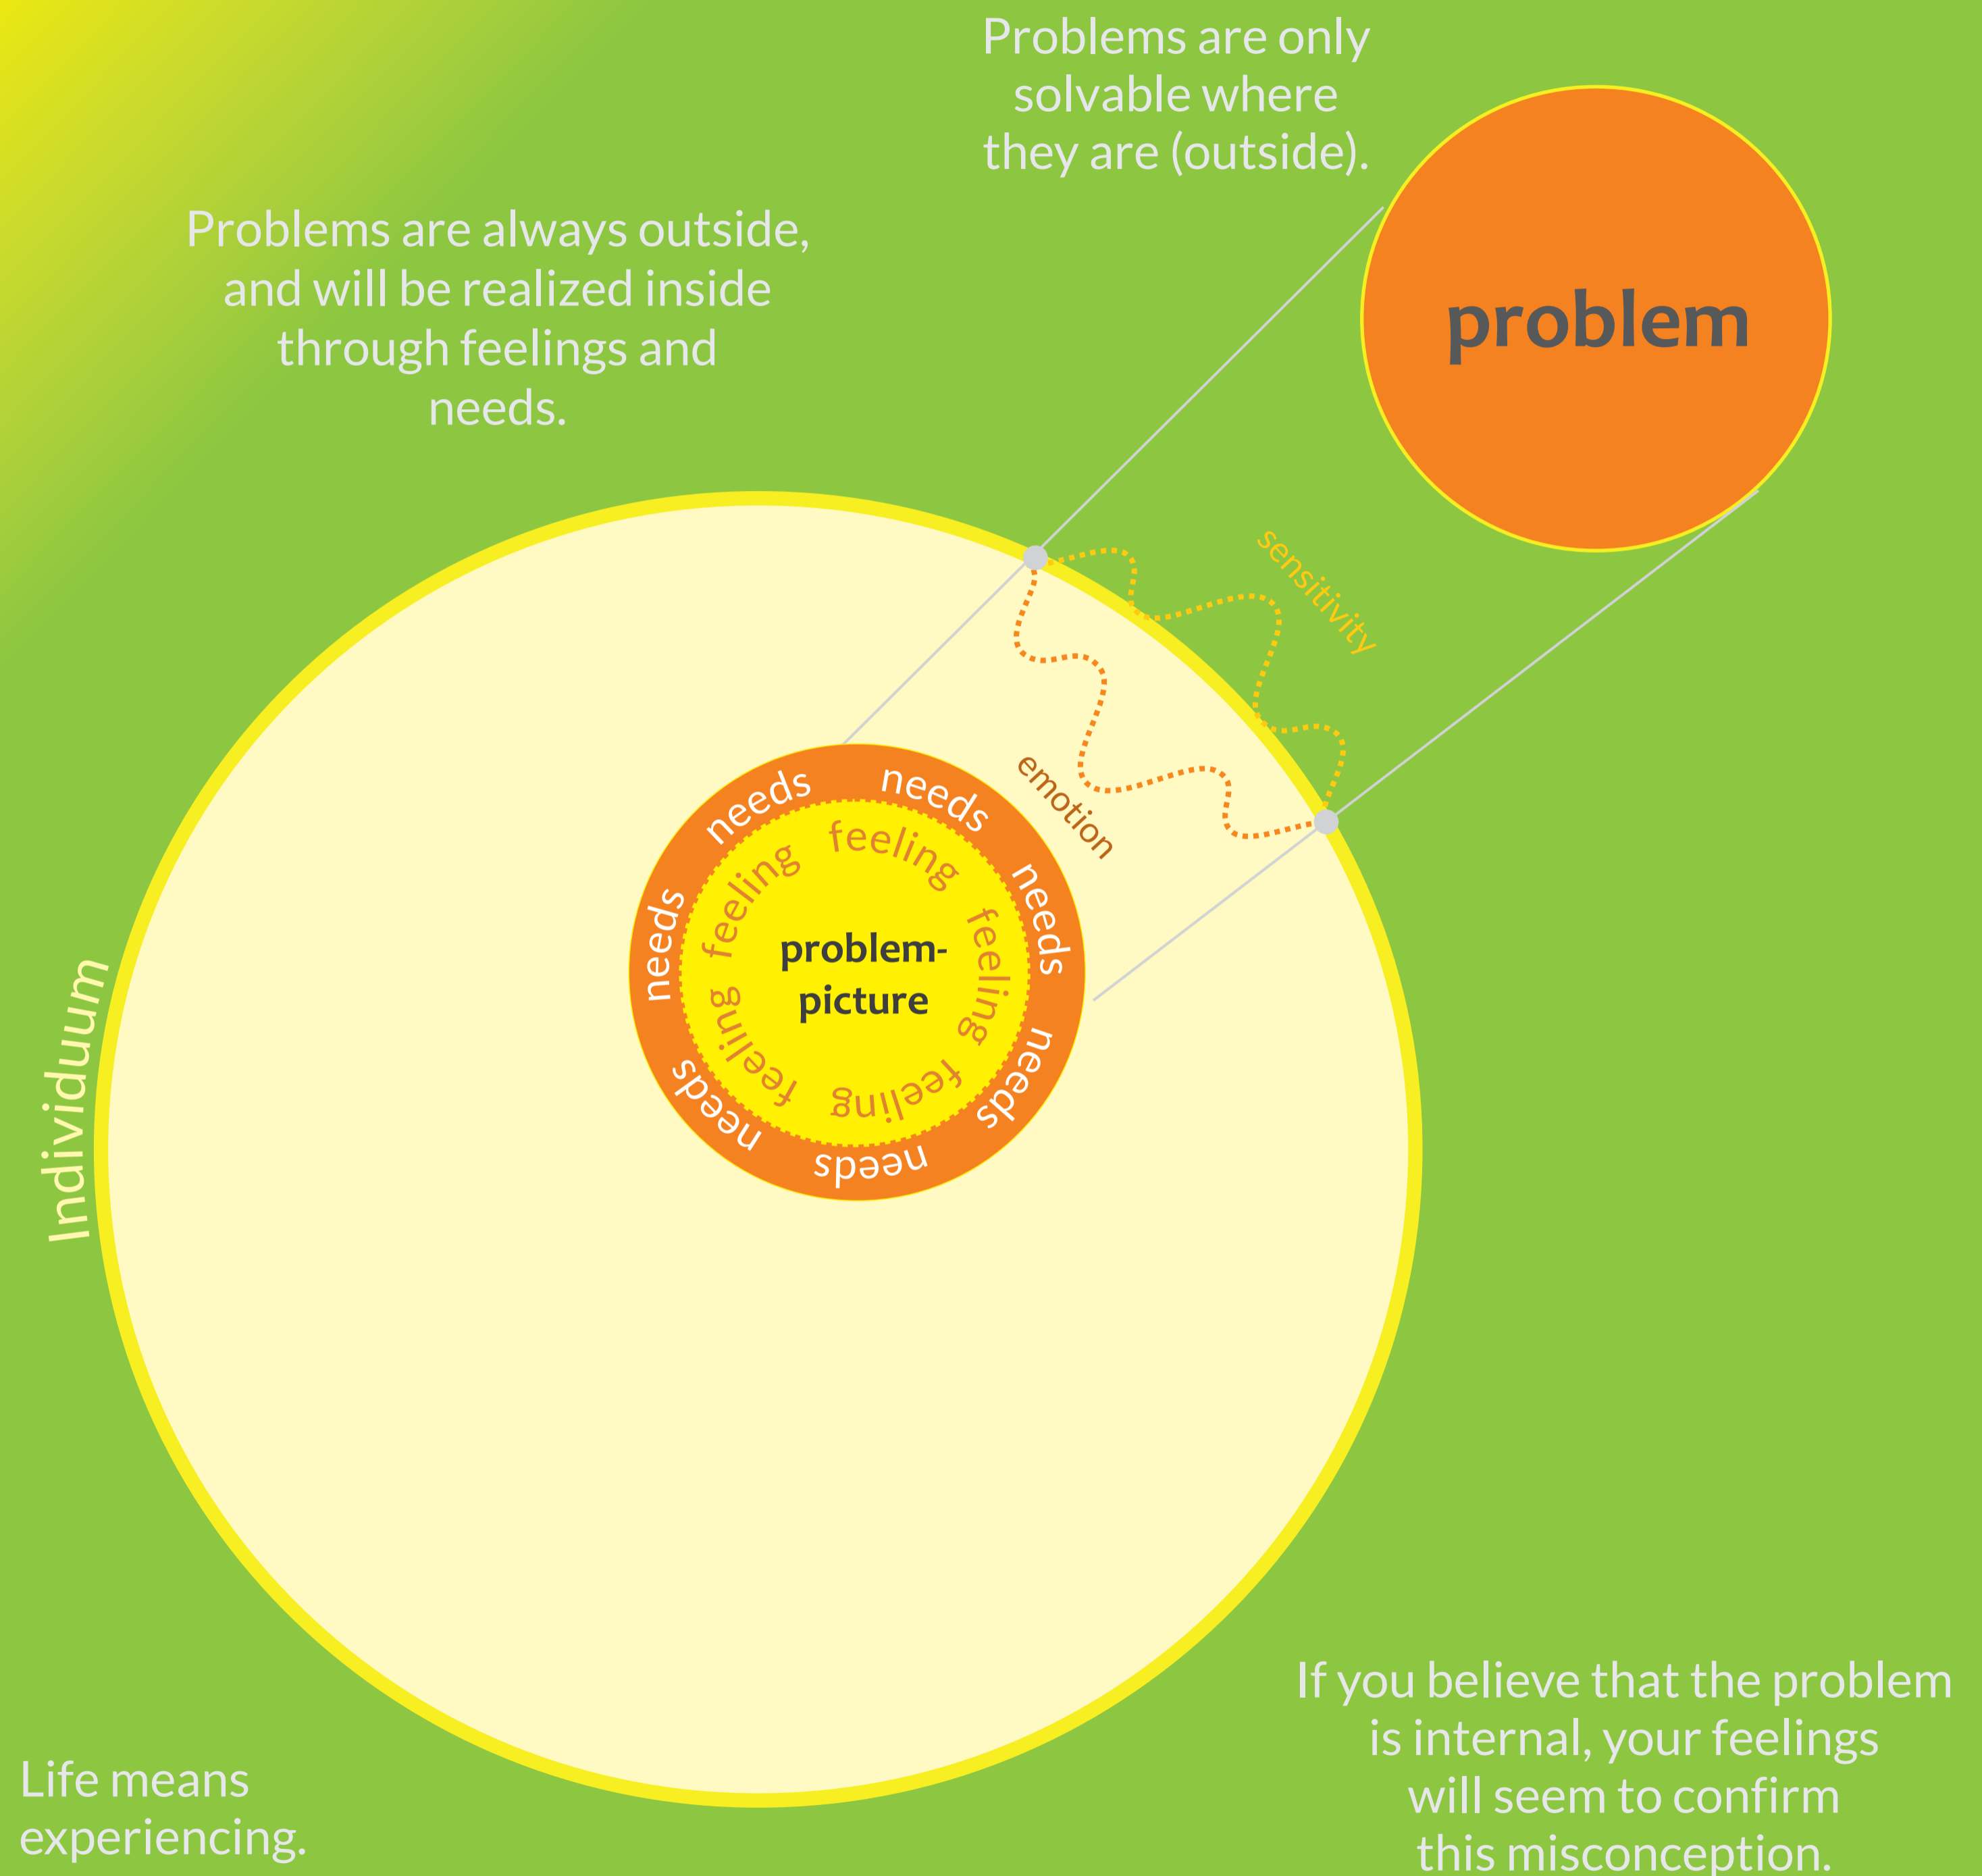 Problems are only
solvable where
they are (outside).
Problems are always outside,
and will be realized inside
through feelings and
needs.
problem
sensitivity
emotion
needs
needs
needs
needs
needs
needs
needs
feeling
feeling
feeling
feeling
feeling
problem-
picture
Individuum
If you believe that the problem
is internal, your feelings
will seem to confirm
this misconception.
Life means
experiencing.